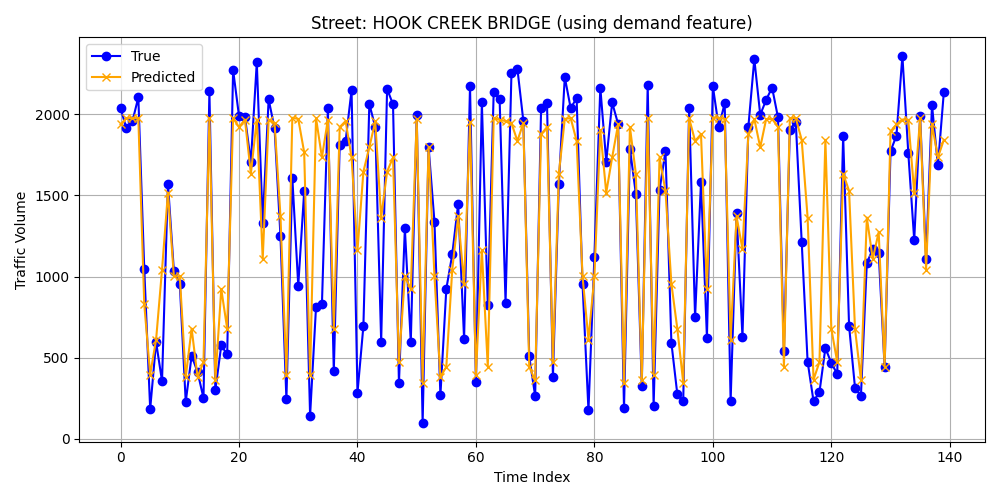 Street: HOOK CREEK BRIDGE (using demand feature)
True
Predicted
Traffic Volume
2000
1500
1000
500
0
0 20 40 60 80 100 120 140
Time Index